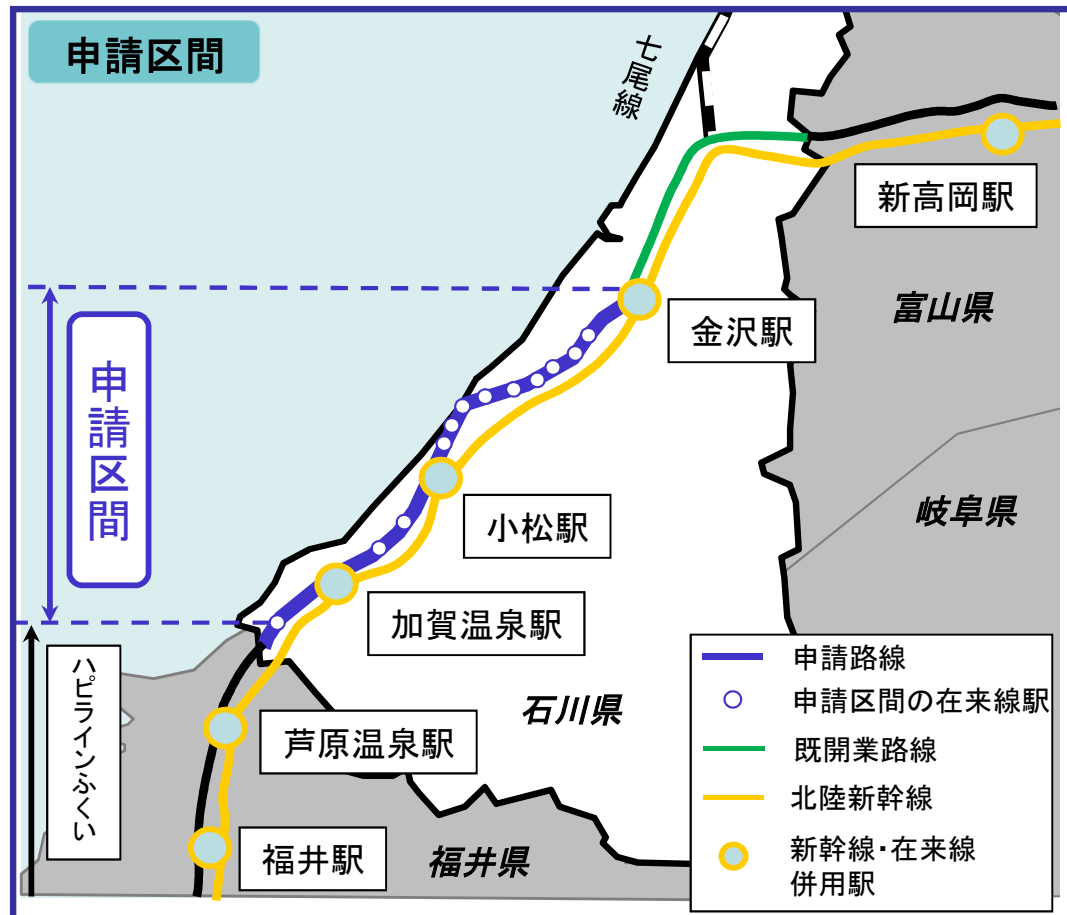 申請区間
七尾線
新高岡駅
富山県
金沢駅
申請区間
岐阜県
小松駅
加賀温泉駅
石川県
ハピラインふくい
芦原温泉駅
福井駅
福井県
申請路線
申請区間の在来線駅
既開業路線
北陸新幹線
新幹線・在来線
併用駅